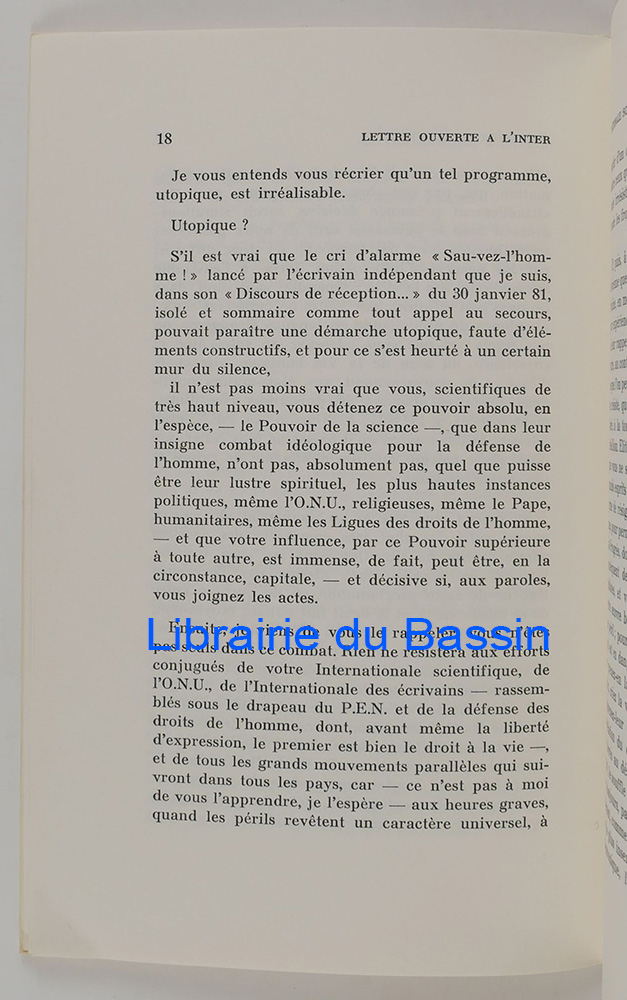 18 LETTRE OUVERTE A L'INTER
Je vous entends vous récrier qu'un tel programme,
utopique, est irréalisable.
Utopique ?
S'il est vrai que le cri d'alarme « Sau-vez-l'hom-
me ! » lancé par l'écrivain indépendant que je suis,
dans son « Discours de réception... » du 30 janvier 81,
isolé et sommaire comme tout appel au secours,
pouvait paraître une démarche utopique, faute d'élé-
ments constructifs, et pour ce s'est heurté à un certain
mur du silence,
il n'est pas moins vrai que vous, scientifiques de
très haut niveau, vous détenez ce pouvoir absolu, en
l'espèce, — le Pouvoir de la science —, que dans leur
insigne combat idéologique pour la défense de
l'homme, n'ont pas, absolument pas, quel que puisse
être leur lustre spirituel, les plus hautes instances
politiques, même l'O.N.U., religieuses, même le Pape,
humanitaires, même les Ligues des droits de l'homme,
— et que votre influence, par ce Pouvoir supérieure
à toute autre, est immense, de fait, peut être, en la
circonstance, capitale, — et décisive si, aux paroles,
vous joignez les actes.
Ensuite, je viens de vous le rappeler, vous n'êtes
Librairie du Bassin
pas seuls dans ce combat. Rien ne résistera aux efforts
conjugués de votre Internationale scientifique, de
l'O.N.U., de l'Internationale des écrivains — rassem-
blés sous le drapeau du P.E.N. et de la défense des
droits de l'homme, dont, avant même la liberté
d'expression, le premier est bien le droit à la vie —,
et de tous les grands mouvements parallèles qui sui-
vront dans tous les pays, car — ce n'est pas à moi
de vous l'apprendre, je l'espère — aux heures graves,
quand les périls revêtent un caractère universel, à